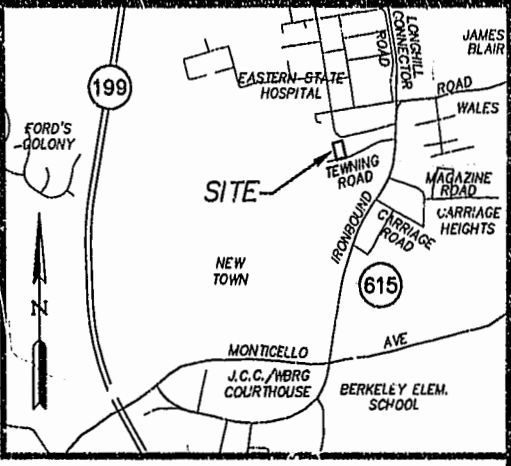 LONGHILL
CONNECTOR
ROAD
JAMES
BLAIR
199
EASTERN STATE
HOSPITAL
ROAD
WALES
FORD'S
COLONY
TEWNING
ROAD
MAGAZINE
ROAD
SITE
CARRIAGE
HEIGHTS
CARRIAGE
ROAD
IRONBOUND
NEW
TOWN
615
N
MONTICELLO
AVE
J.C.C./WBRG
COURTHOUSE
BERKELEY ELEM.
SCHOOL